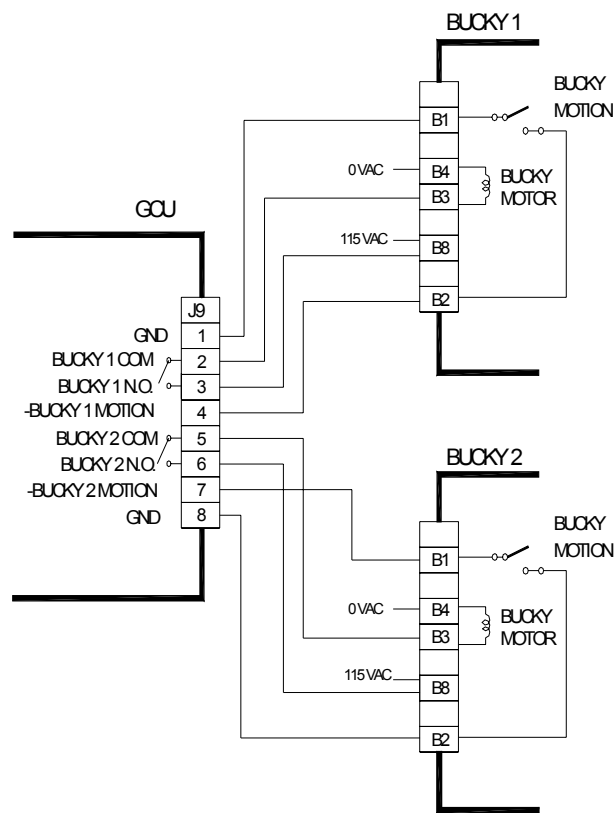 BUCKY 1
BUCKY
MOTION
B1
0 VAC
B4
B3
BUCKY
MOTOR
115 VAC
B8
B2
GCU
J9
GND
1
BUCKY 1 COM
2
BUCKY 1 N.O.
3
-BUCKY 1 MOTION
4
BUCKY 2 COM
5
BUCKY 2 N.O.
6
-BUCKY 2 MOTION
7
GND
8
BUCKY 2
BUCKY
MOTION
B1
0 VAC
B4
B3
BUCKY
MOTOR
115 VAC
B8
B2